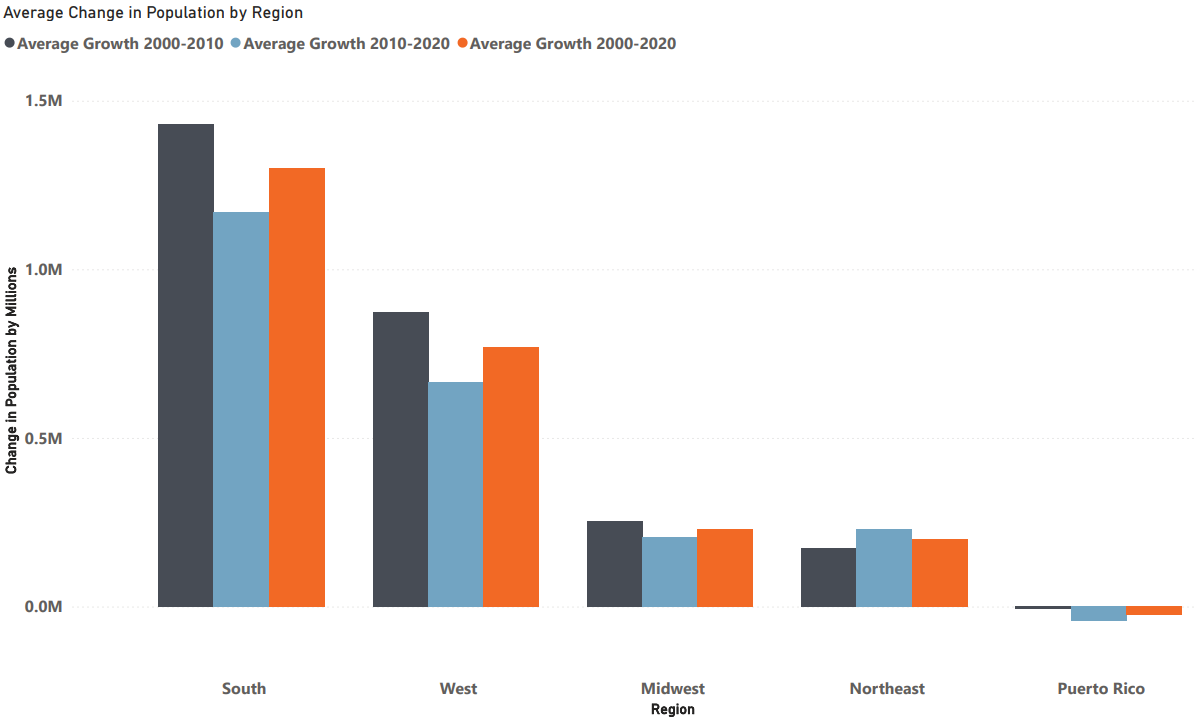 Average Change in Population by Region
Average Growth 2000-2010 Average Growth 2010-2020 Average Growth 2000-2020
Change in Population by Millions
1.5M
1.0M
0.5M
0.0M
South West Midwest Northeast Puerto Rico
Region